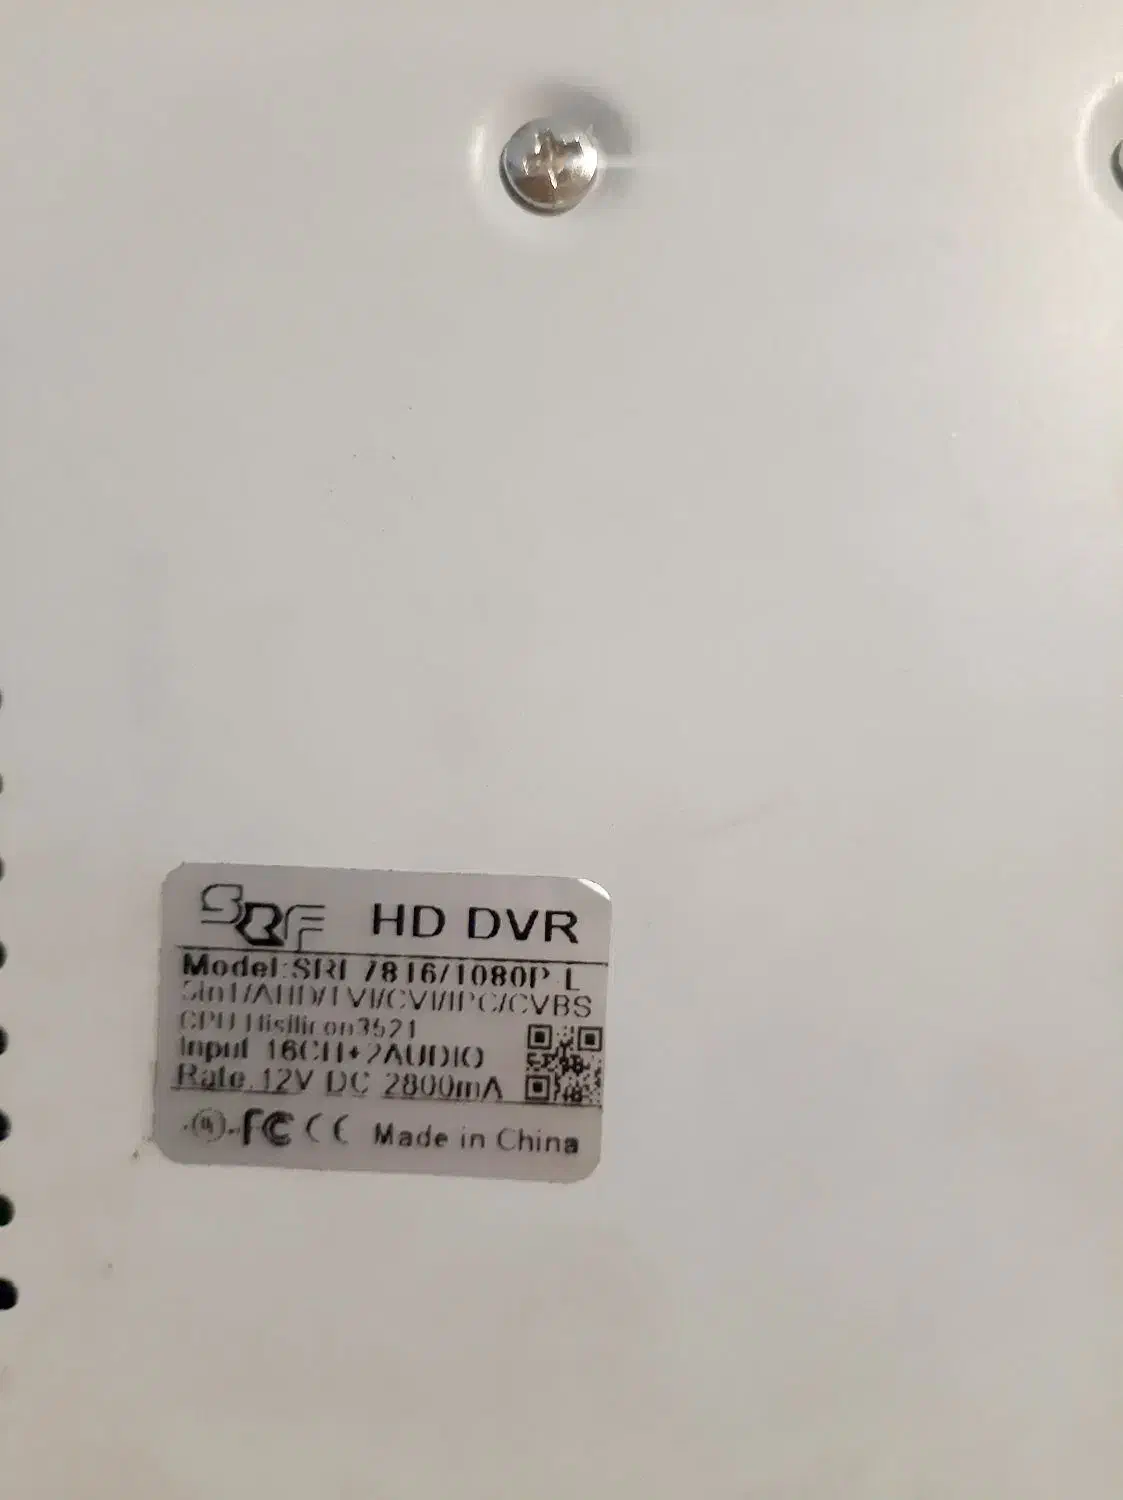 SRF HD DVR
Model:SRF 7816/1080P-L
5in1/AHD/TVI/CVI/IPC/CVBS
CPU Hisilicon3521
Input 16CH+2AUDIO
Rate 12V DC 2800mA
FC CE Made in China